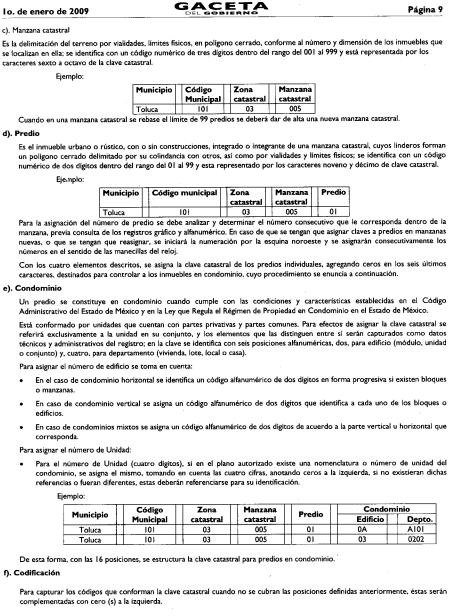 1o. de enero de 2009
GACETA
DEL GOBIERNO
Página 9
c). Manzana catastral
Es la delimitación del terreno por vialidades, límites físicos, en polígono cerrado, conforme al número y dimensión de los inmuebles que
se localizan en ella; se identifica con un código numérico de tres dígitos dentro del rango del 001 al 999 y está representada por los
caracteres sexto a octavo de la clave catastral.
Ejemplo:
Municipio Código Municipal Zona catastral Manzana catastral
Toluca 101 03 005
Cuando en una manzana catastral se rebase el límite de 99 predios se deberá dar de alta una nueva manzana catastral.
d). Predio
Es el inmueble urbano o rústico, con o sin construcciones, integrado o integrante de una manzana catastral, cuyos linderos forman
un polígono cerrado delimitado por su colindancia con otros, así como por vialidades y límites físicos; se identifica con un código
numérico de dos dígitos dentro del rango del 01 al 99 y esta representado por los caracteres noveno y décimo de clave catastral.
Ejemplo:
Municipio Código municipal Zona catastral Manzana catastral Predio
Toluca 101 03 005 01
Para la asignación del número de predio se debe analizar y determinar el número consecutivo que le corresponda dentro de la
manzana, previa consulta de los registros gráfico y alfanumérico. En caso de que se tengan que asignar claves a predios en manzanas
nuevas, o que se tengan que reasignar, se iniciará la numeración por la esquina noroeste y se asignarán consecutivamente los
números en el sentido de las manecillas del reloj.
Con los cuatro elementos descritos, se asigna la clave catastral de los predios individuales, agregando ceros en los seis últimos
caracteres, destinados para controlar a los inmuebles en condominio, cuyo procedimiento se enuncia a continuación.
e). Condominio
Un predio se constituye en condominio cuando cumple con las condiciones y características establecidas en el Código
Administrativo del Estado de México y en la Ley que Regula el Régimen de Propiedad en Condominio en el Estado de México.
Está conformado por unidades que cuentan con partes privativas y partes comunes. Para efectos de asignar la clave catastral se
referirá exclusivamente a la unidad en su conjunto, y los elementos que las distinguen entre sí serán capturados como datos
técnicos y administrativos del registro; en la clave se identifica con seis posiciones alfanuméricas, dos, para edificio (módulo, unidad
o conjunto) y, cuatro, para departamento (vivienda, lote, local o casa).
Para asignar el número de edificio se toma en cuenta:
• En el caso de condominio horizontal se identifica un código alfanumérico de dos dígitos en forma progresiva si existen bloques
o manzanas.
• En el caso de condominio vertical se asigna un código alfanumérico de dos dígitos que identifica a cada uno de los bloques o
edificios.
• En el caso de condominios mixtos se asigna un código alfanumérico de dos dígitos de acuerdo a la parte vertical u horizontal que
corresponda.
Para asignar el número de Unidad:
• Para el número de Unidad (cuatro dígitos), si en el plano autorizado existe una nomenclatura o número de unidad del
condominio, se asigna el mismo, tomando en cuenta las cuatro cifras, anotando ceros a la izquierda, si no existieran dichas
referencias o fueran diferentes, estas deberán referenciarse para su identificación.
Ejemplo:
Municipio Código Municipal Zona catastral Manzana catastral Predio Condominio
Edificio Depto.
Toluca 101 03 005 01 0A A101
Toluca 101 03 005 01 03 0202
De esta forma, con las 16 posiciones, se estructura la clave catastral para predios en condominio.
f). Codificación
Para capturar los códigos que conforman la clave catastral cuando no se cubran las posiciones definidas anteriormente, éstas serán
complementadas con cero (s) a la izquierda.